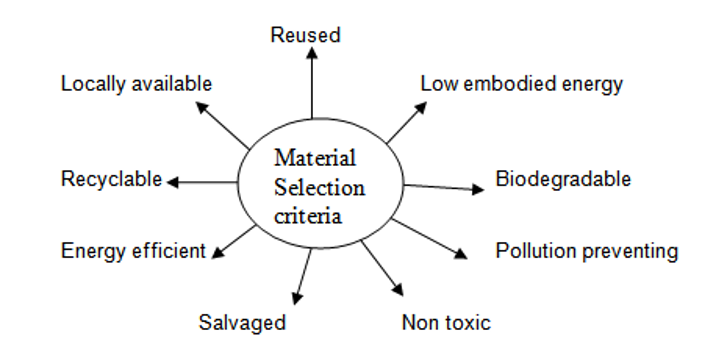 Reused
Locally available
Low embodied energy
Material
Selection
criteria
Recyclable
Biodegradable
Energy efficient
Pollution preventing
Salvaged
Non toxic